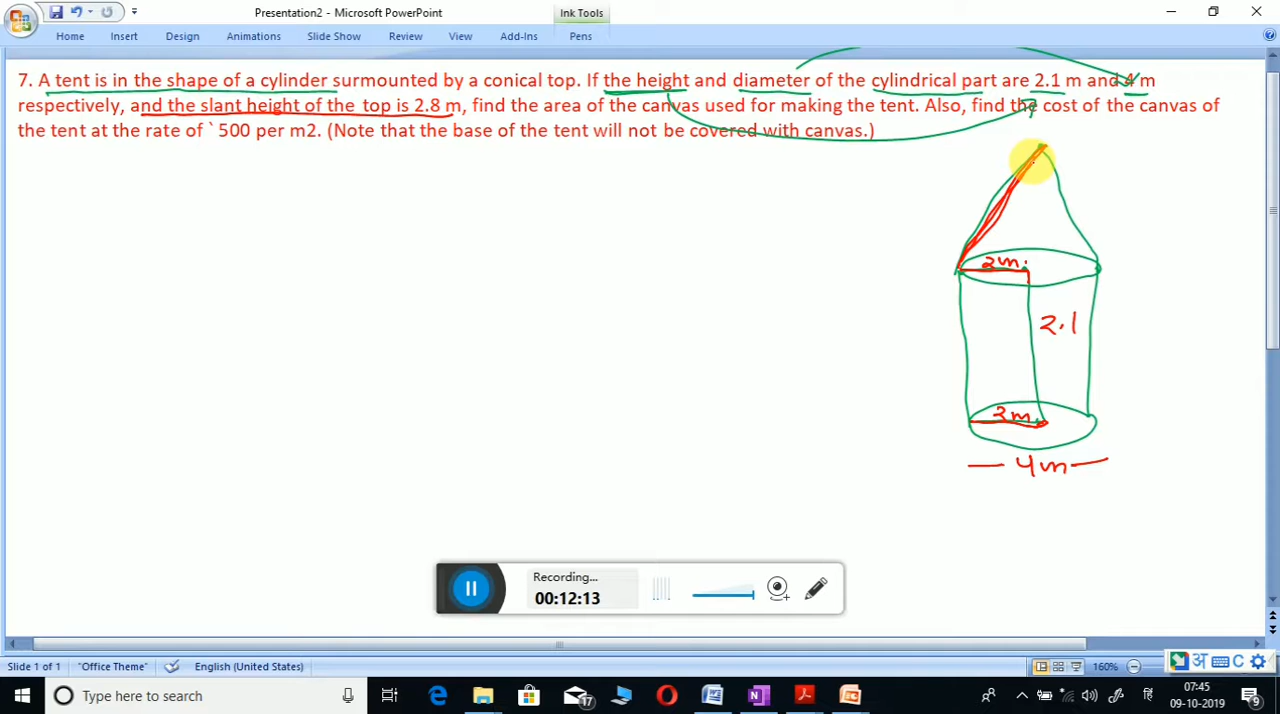 Presentation2 - Microsoft PowerPoint
Ink Tools
Home Insert Design Animations Slide Show Review View Add-Ins Pens
7. A tent is in the shape of a cylinder surmounted by a conical top. If the height and diameter of the cylindrical part are 2.1 m and 4 m
respectively, and the slant height of the top is 2.8 m, find the area of the canvas used for making the tent. Also, find the cost of the canvas of
the tent at the rate of ` 500 per m2. (Note that the base of the tent will not be covered with canvas.)
2m.
2.1
2m
4m
Recording...
00:12:13
Slide 1 of 1 "Office Theme" English (United States) 160%
अ C
Type here to search
17
हि
07:45
09-10-2019
9